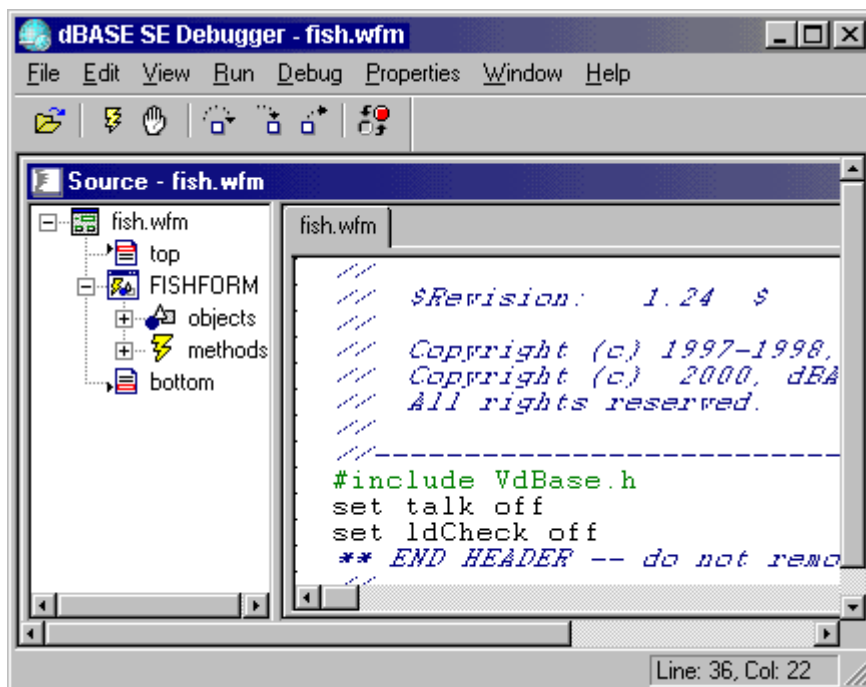 dBASE SE Debugger - fish.wfm
File Edit View Run Debug Properties Window Help
Source - fish.wfm
fish.wfm
top
FISHFORM
objects
methods
bottom
fish.wfm
//
// $Revision: 1.24 $
//
// Copyright (c) 1997-1998,
// Copyright (c) 2000, dBA
// All rights reserved.
//
//----------------------------
#include VdBase.h
set talk off
set ldCheck off
** END HEADER -- do not remo
//
Line: 36, Col: 22